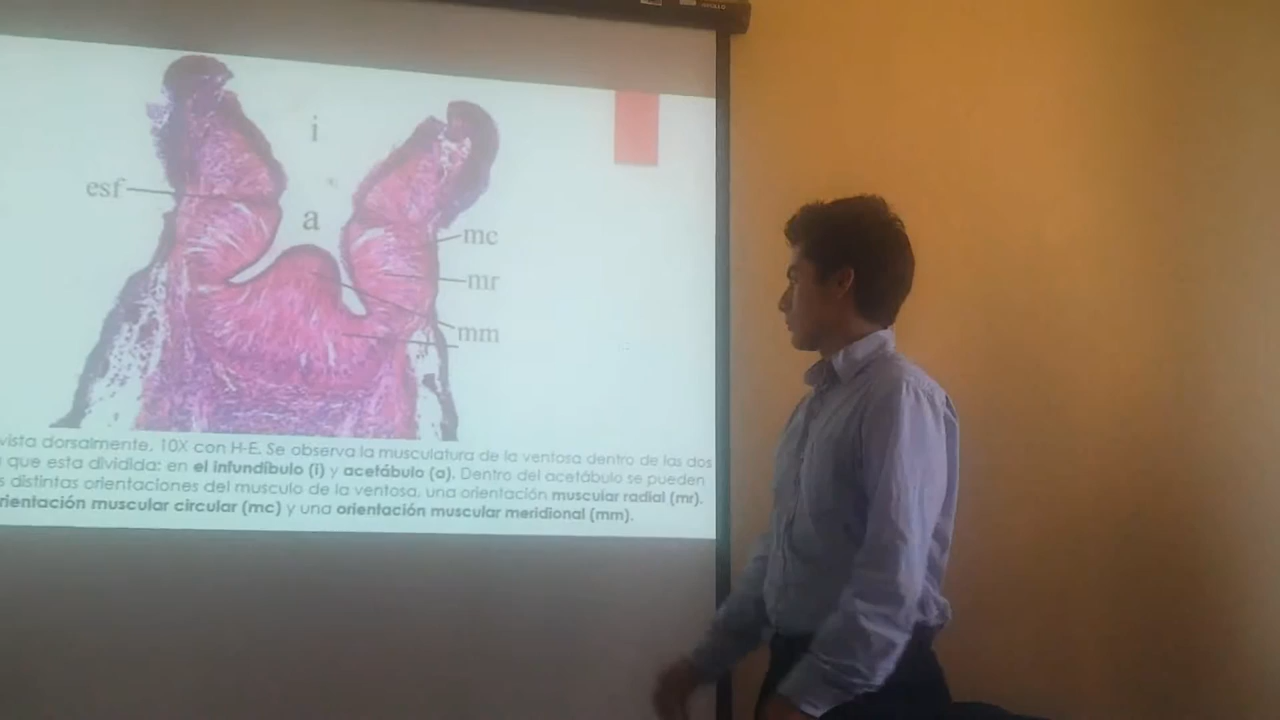 i
esf
a
mc
mr
mm
vista dorsalmente, 10X con H-E. Se observa la musculatura de la ventosa dentro de las dos
que esta dividida: en el infundíbulo (i) y acetábulo (a). Dentro del acetábulo se pueden
distintas orientaciones del musculo de la ventosa, una orientación muscular radial (mr),
rientación muscular circular (mc) y una orientación muscular meridional (mm).